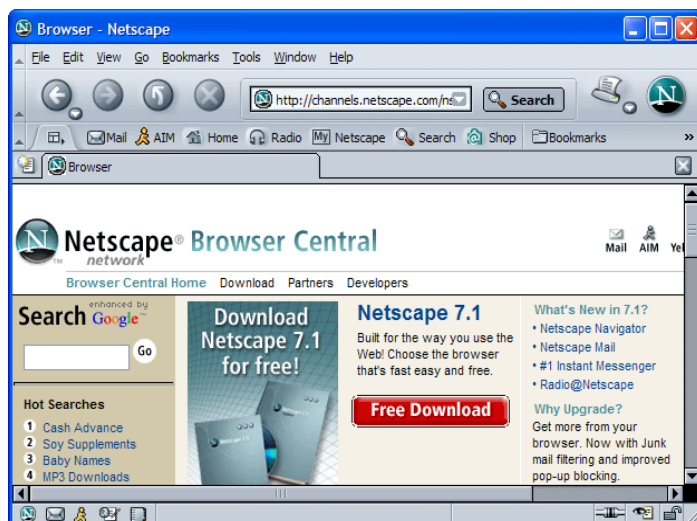 Browser - Netscape
File Edit View Go Bookmarks Tools Window Help
http://channels.netscape.com/ns
Search
Mail AIM Home Radio My Netscape Search Shop Bookmarks »
Browser
Netscape® Browser Central
network™
Mail AIM Yel
Browser Central Home Download Partners Developers
Search enhanced by Google™
Go
Hot Searches
1 Cash Advance
2 Soy Supplements
3 Baby Names
4 MP3 Downloads
Download
Netscape 7.1
for free!
Netscape 7.1
Built for the way you use the
Web! Choose the browser
that's fast easy and free.
Free Download
What's New in 7.1?
• Netscape Navigator
• Netscape Mail
• #1 Instant Messenger
• Radio@Netscape
Why Upgrade?
Get more from your
browser. Now with Junk
mail filtering and improved
pop-up blocking.